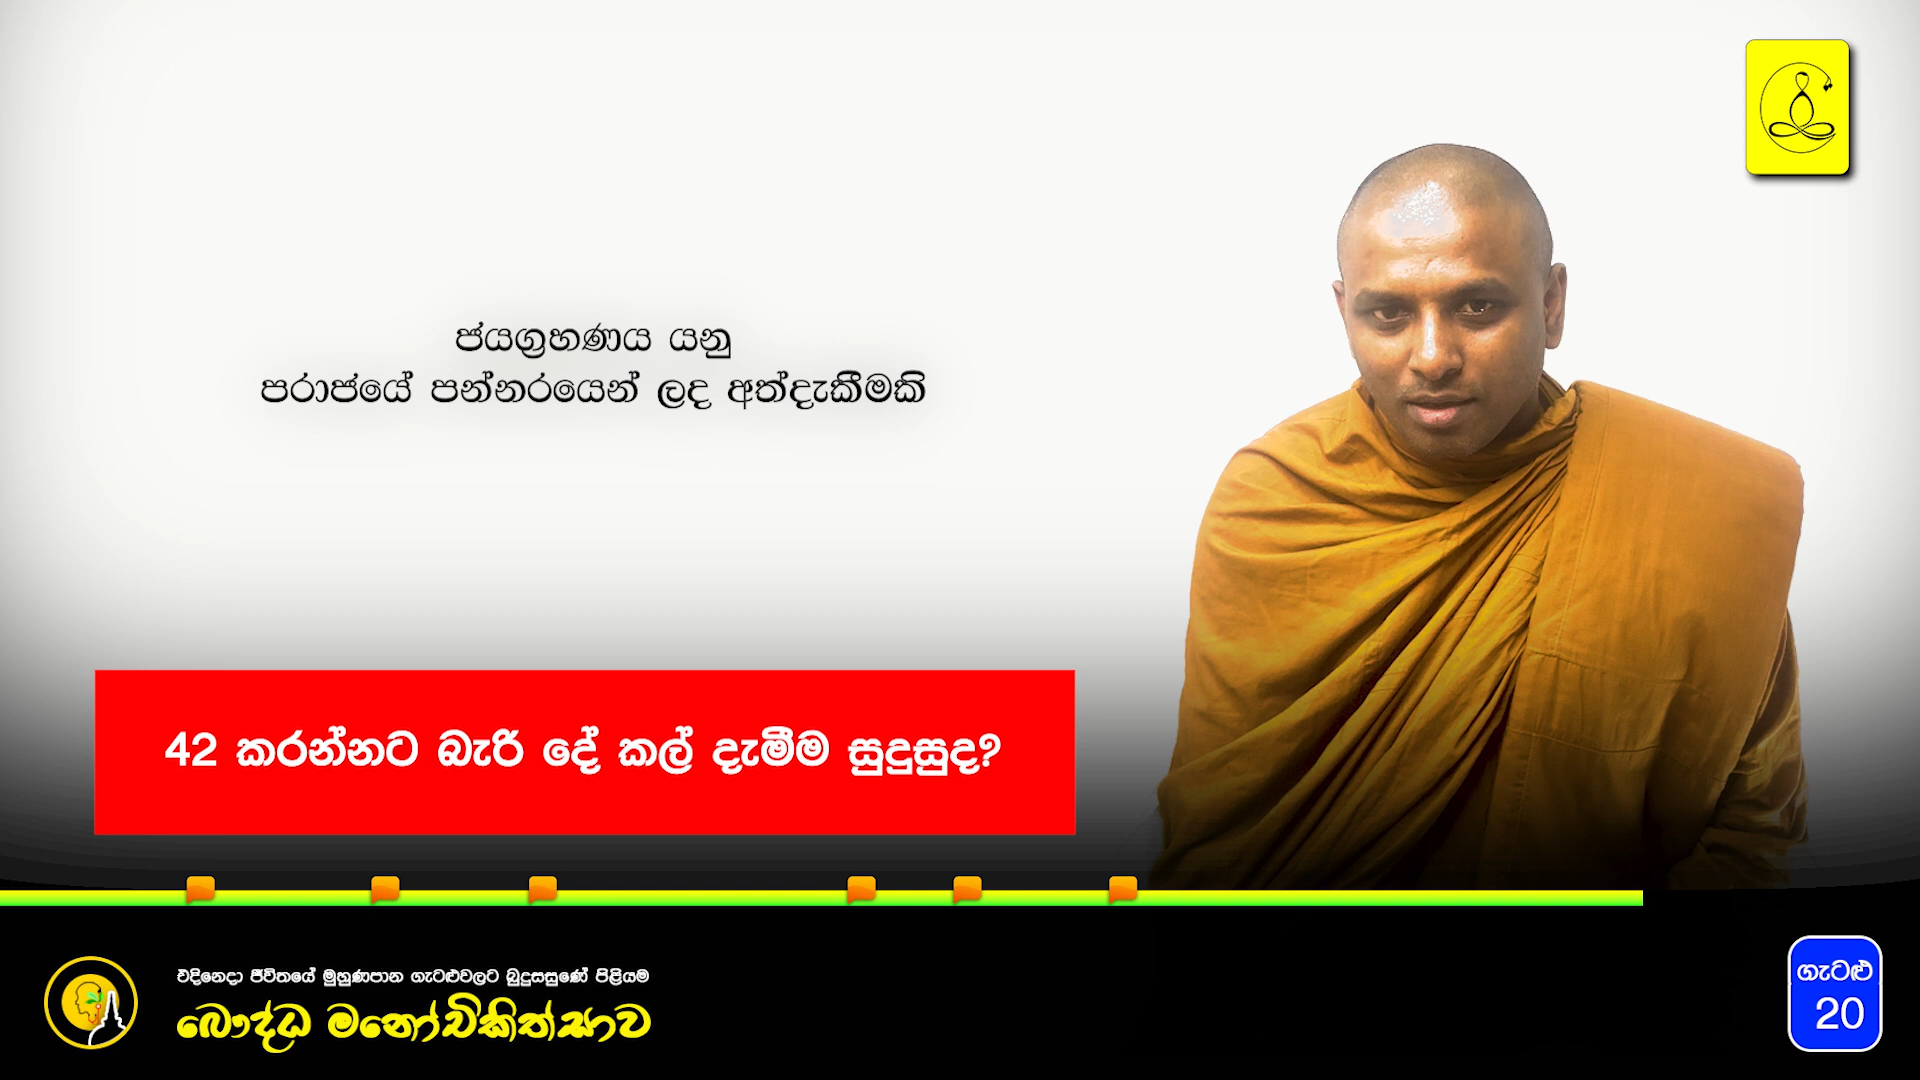 ජයග්‍රහණය යනු
පරාජයේ පන්නරයෙන් ලද අත්දැකීමකි
42 කරන්නට බැරි දේ කල් දැමීම සුදුසුද?
එදිනෙදා ජීවිතයේ මුහුණපාන ගැටළුවලට බුදුසසුණේ පිළියම
බෞද්ධ මනෝචිකිත්සාව
ගැටළු
20